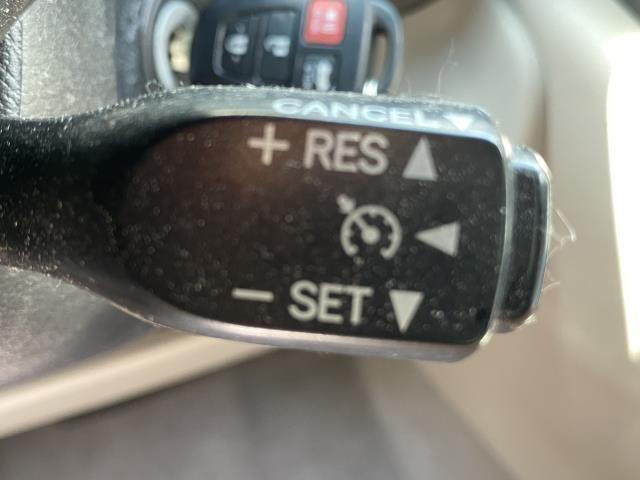 CANCEL ▼
+ RES ▲
◀
− SET ▼